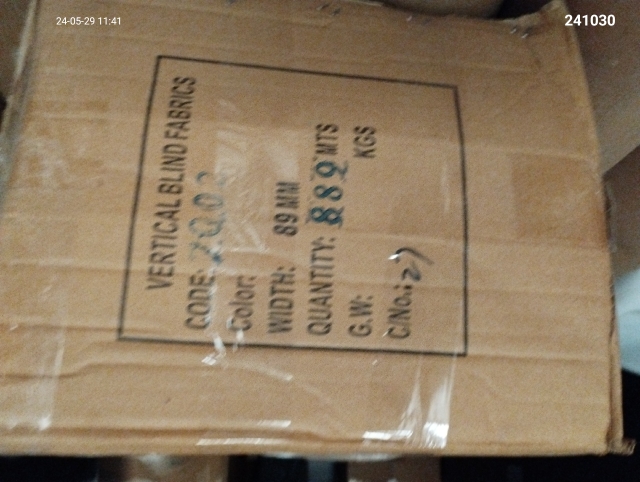 24-05-29 11:41
241030
VERTICAL BLIND FABRICS
CODE:
Color:
WIDTH: 89 MM
QUANTITY: 889 MTS
G.W: KGS
C/No.: 27